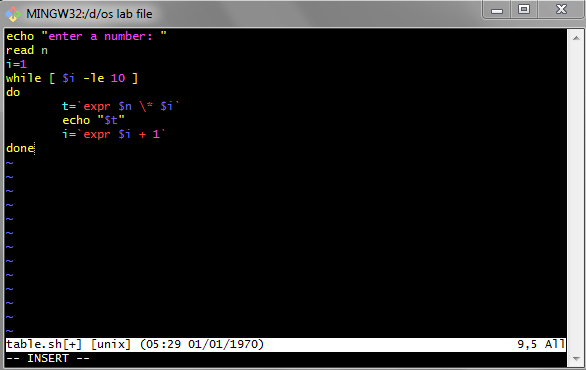 MINGW32:/d/os lab file
echo "enter a number: "
read n
i=1
while [ $i -le 10 ]
do
        t=`expr $n \* $i`
        echo "$t"
        i=`expr $i + 1`
done
~
~
~
~
~
~
~
~
~
~
~
~
~
table.sh[+] [unix] (05:29 01/01/1970) 9,5 All
-- INSERT --